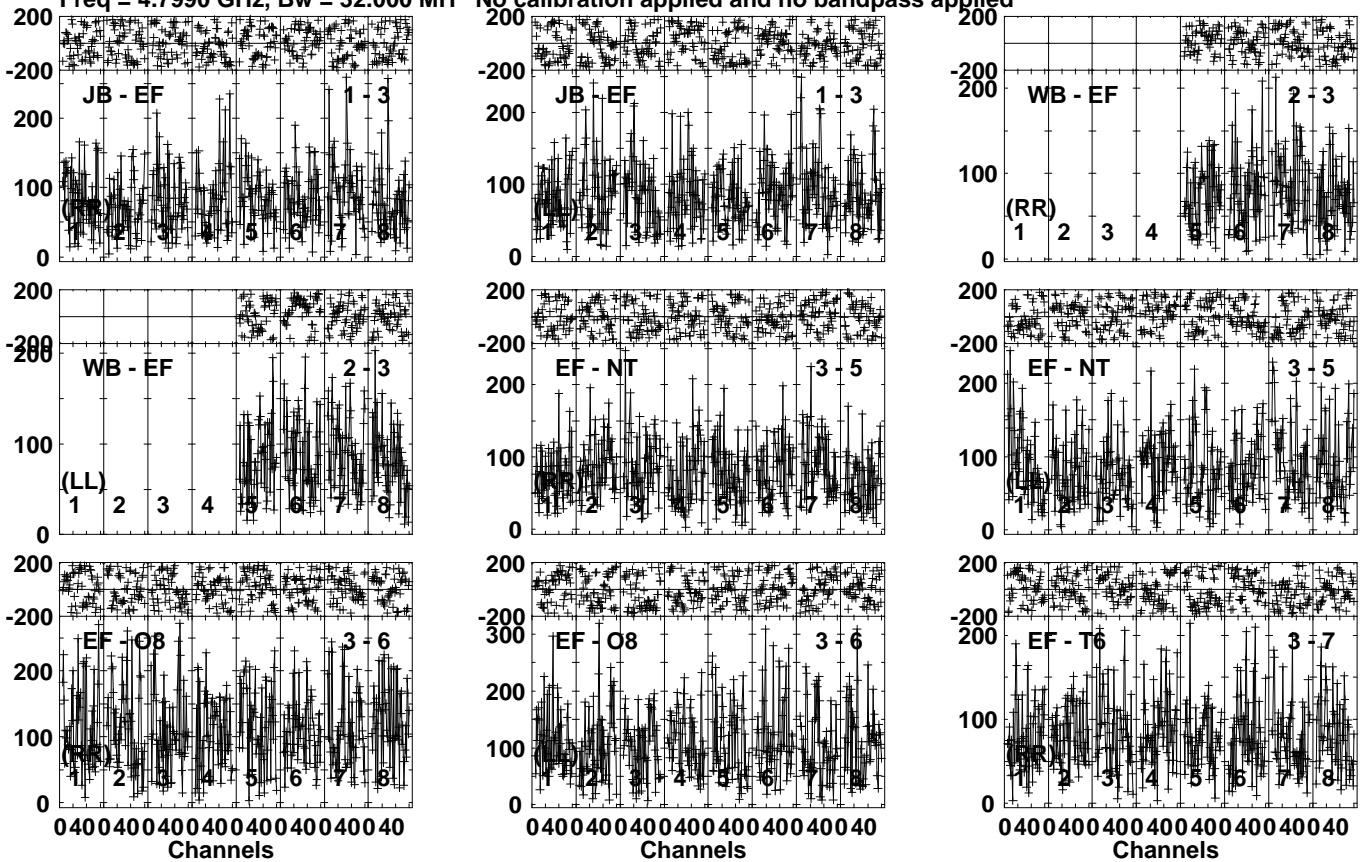 Freq = 4.7990 GHz, Bw = 32.000 MH No calibration applied and no bandpass applied
200 200 200
-200 -200 -200
JB - EF 1 - 3 JB - EF 1 - 3 WB - EF 2 - 3
200 200 200
100 100 100
(RR) (LL) (RR)
1 2 3 4 5 6 7 8 1 2 3 4 5 6 7 8 1 2 3 4 5 6 7 8
0 0 0
200 200 200
-200 -200 -200
200
WB - EF 2 - 3 EF - NT 3 - 5 EF - NT 3 - 5
200 200
100 100 100
(LL) (RR) (LL)
1 2 3 4 5 6 7 8 1 2 3 4 5 6 7 8 1 2 3 4 5 6 7 8
0 0 0
200 200 200
-200 -200 -200
EF - O8 3 - 6 EF - O8 3 - 6 EF - T6 3 - 7
200 300 200
200
100 100 100
(RR) (LL) (RR)
1 2 3 4 5 6 7 8 1 2 3 4 5 6 7 8 1 2 3 4 5 6 7 8
0 0 0
0 40 0 40 0 40 0 40 0 40 0 40 0 40 0 40 0 40 0 40 0 40 0 40 0 40 0 40 0 40 0 40 0 40 0 40 0 40 0 40 0 40 0 40 0 40 0 40
Channels Channels Channels